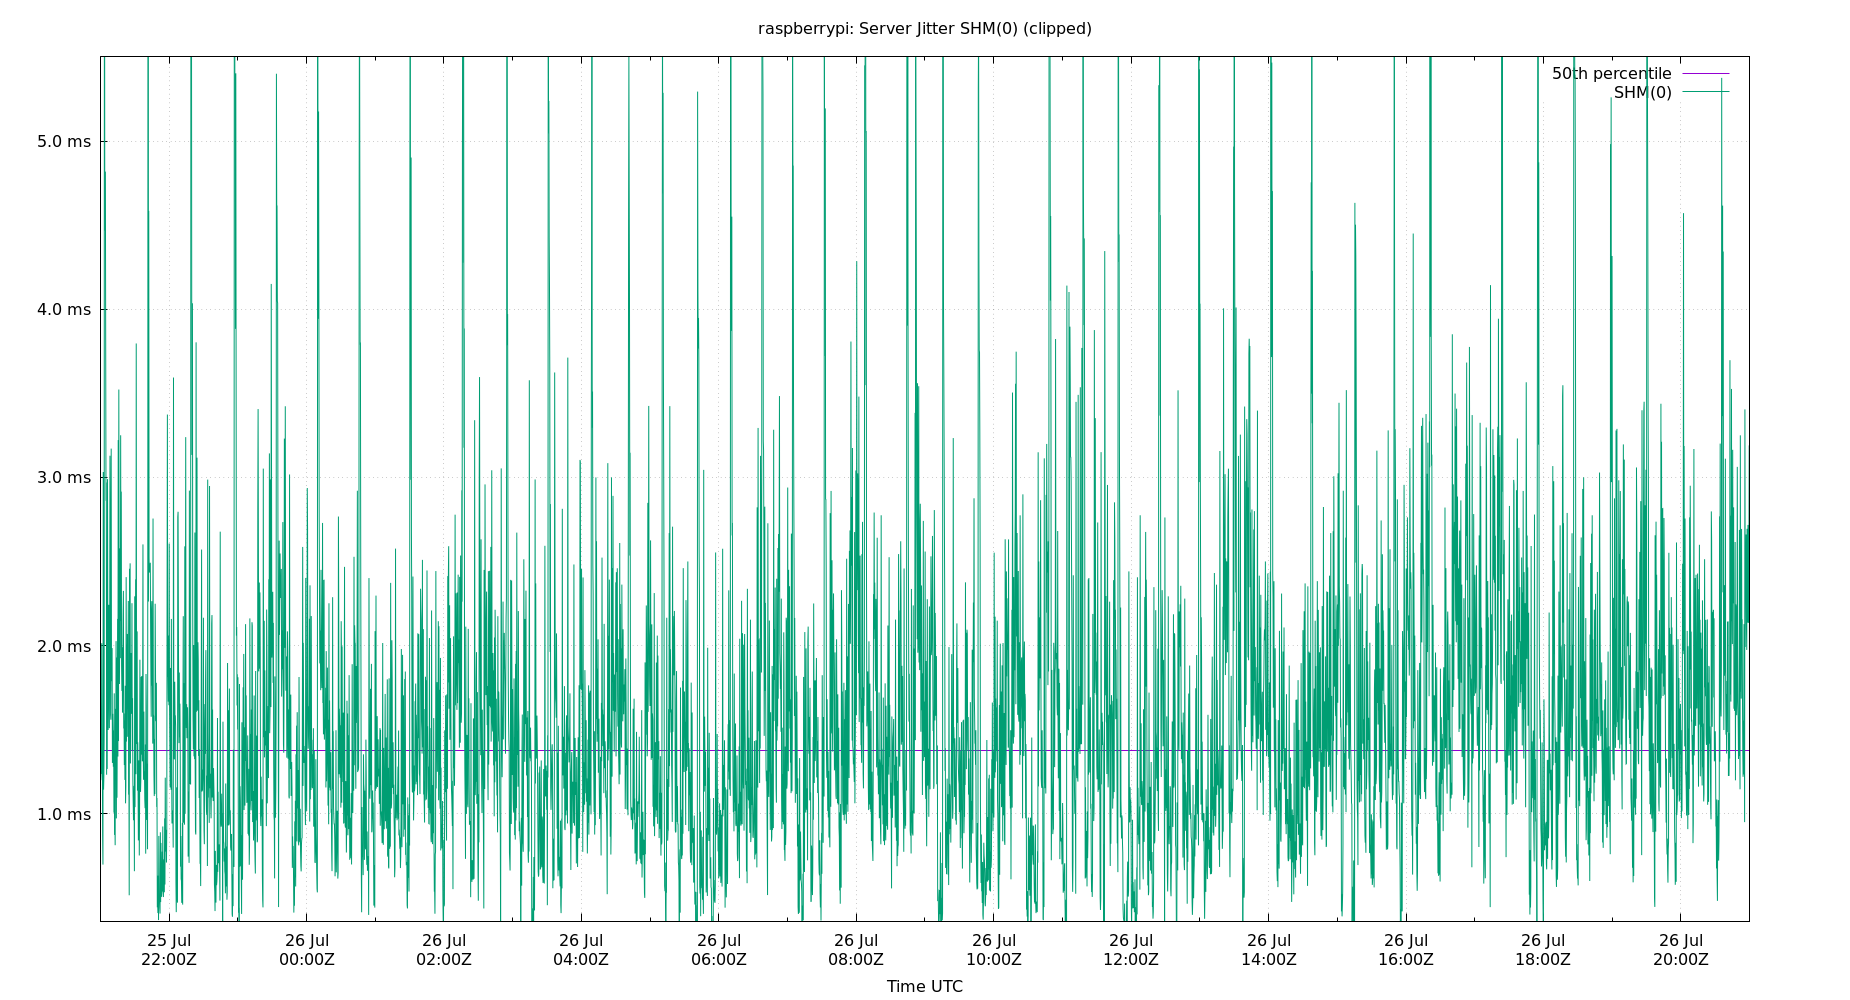 raspberrypi: Server Jitter SHM(0) (clipped)
50th percentile
SHM(0)
5.0 ms
4.0 ms
3.0 ms
2.0 ms
1.0 ms
25 Jul 26 Jul 26 Jul 26 Jul 26 Jul 26 Jul 26 Jul 26 Jul 26 Jul 26 Jul 26 Jul 26 Jul
22:00Z 00:00Z 02:00Z 04:00Z 06:00Z 08:00Z 10:00Z 12:00Z 14:00Z 16:00Z 18:00Z 20:00Z
Time UTC